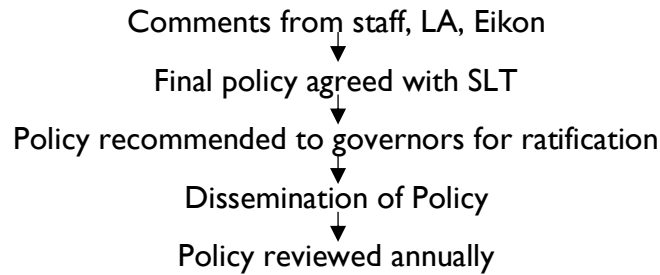 Comments from staff, LA, Eikon
Final policy agreed with SLT
Policy recommended to governors for ratification
Dissemination of Policy
Policy reviewed annually